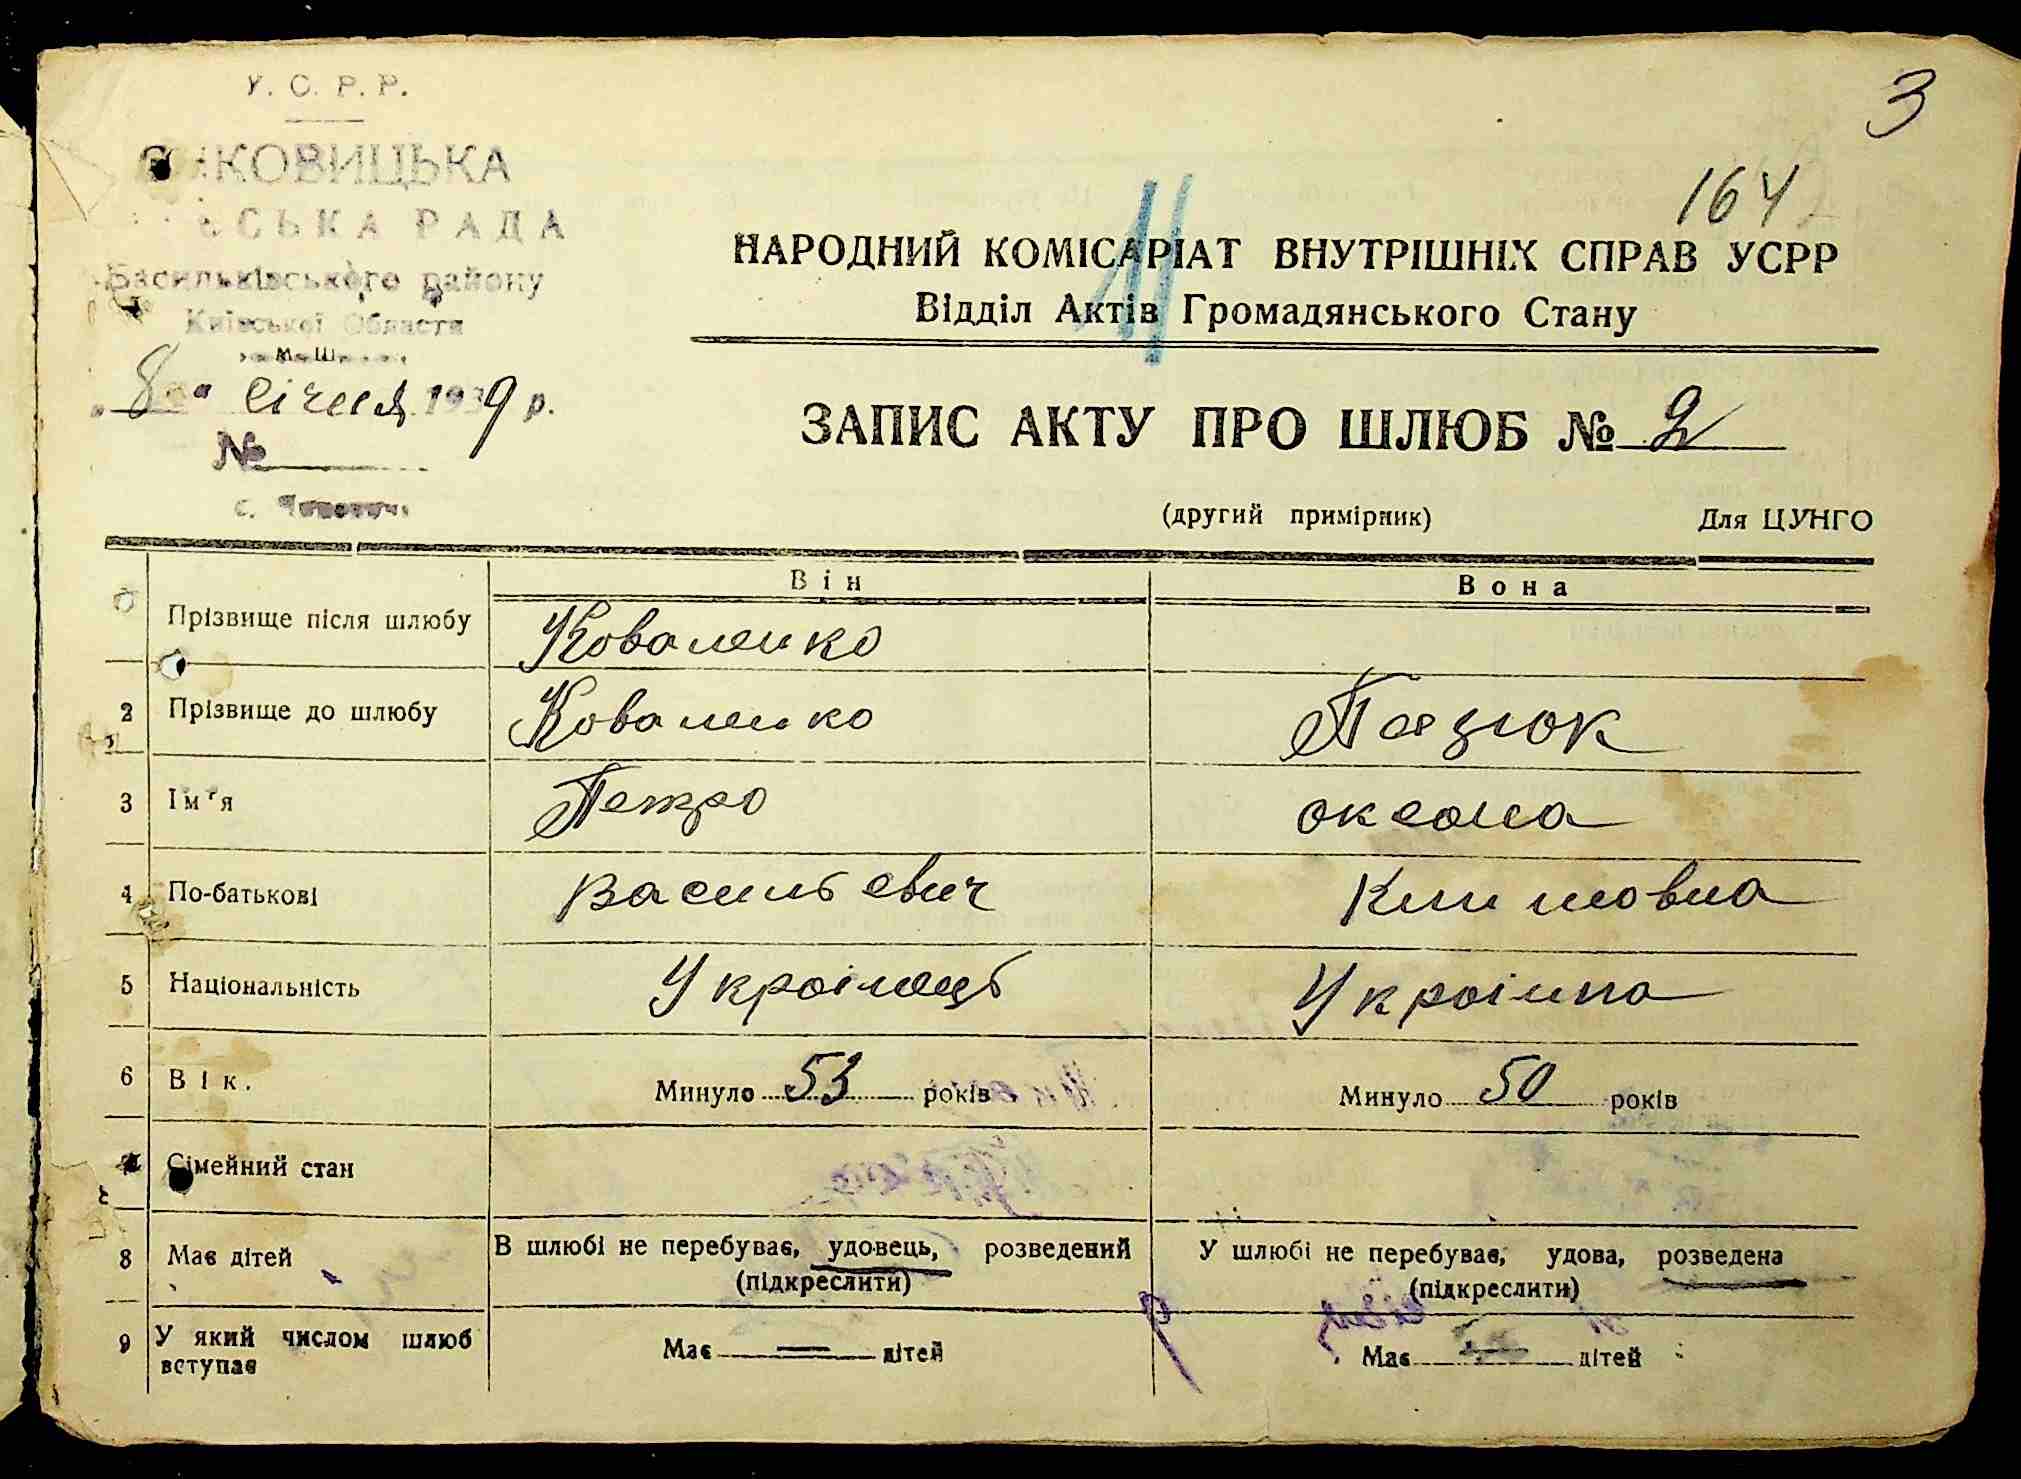 3
164
У. С. Р. Р.
КОВИЦЬКА
СЬКА РАДА
Васильківського району
Київської Области
„8“ січня 1939 р.
№
с.
11
НАРОДНИЙ КОМІСАРІАТ ВНУТРІШНІХ СПРАВ УСРР
Відділ Актів Громадянського Стану
ЗАПИС АКТУ ПРО ШЛЮБ № 2
(другий примірник) Для ЦУНГО
Він Вона
Прізвище після шлюбу Коваленко
2 Прізвище до шлюбу Коваленко Пацюк
3 Ім'я Петро оксана
4 По-батькові Васильевич Климовна
5 Національність Українець Українка
6 Вік. Минуло 53 років Минуло 50 років
7 Сімейний стан
8 Має дітей В шлюбі не перебуває, удовець, розведений У шлюбі не перебуває, удова, розведена
(підкреслити) (підкреслити)
9 У який числом шлюб вступає Має — дітей Має — дітей